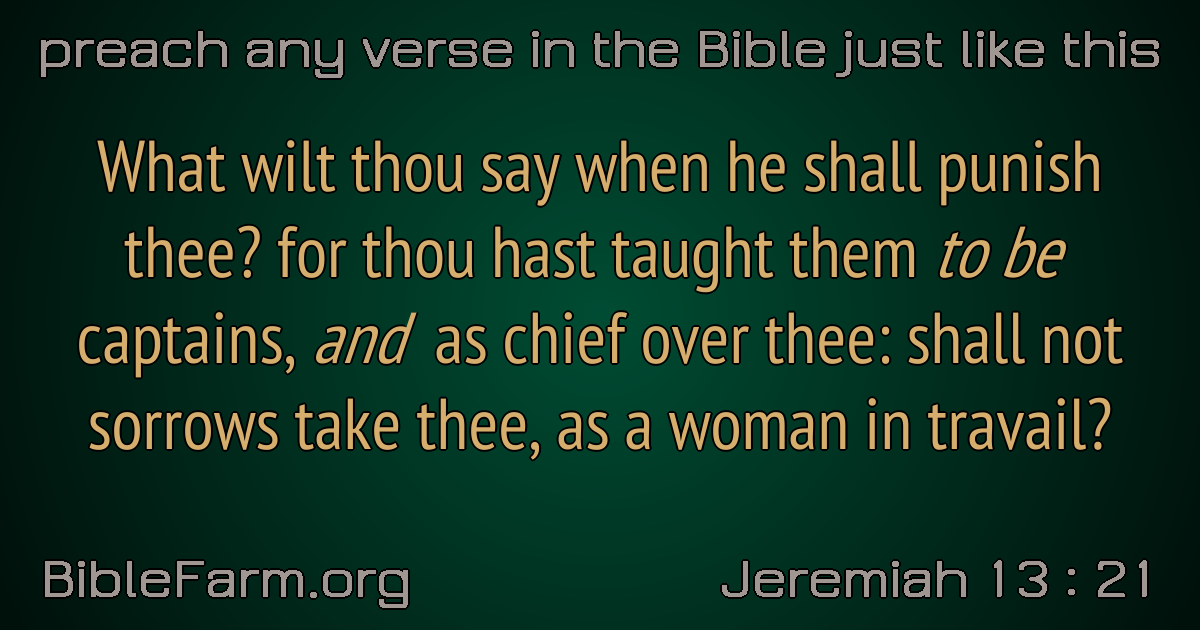 preach any verse in the Bible just like this
What wilt thou say when he shall punish
thee? for thou hast taught them to be
captains, and as chief over thee: shall not
sorrows take thee, as a woman in travail?
BibleFarm.org
Jeremiah 13 : 21